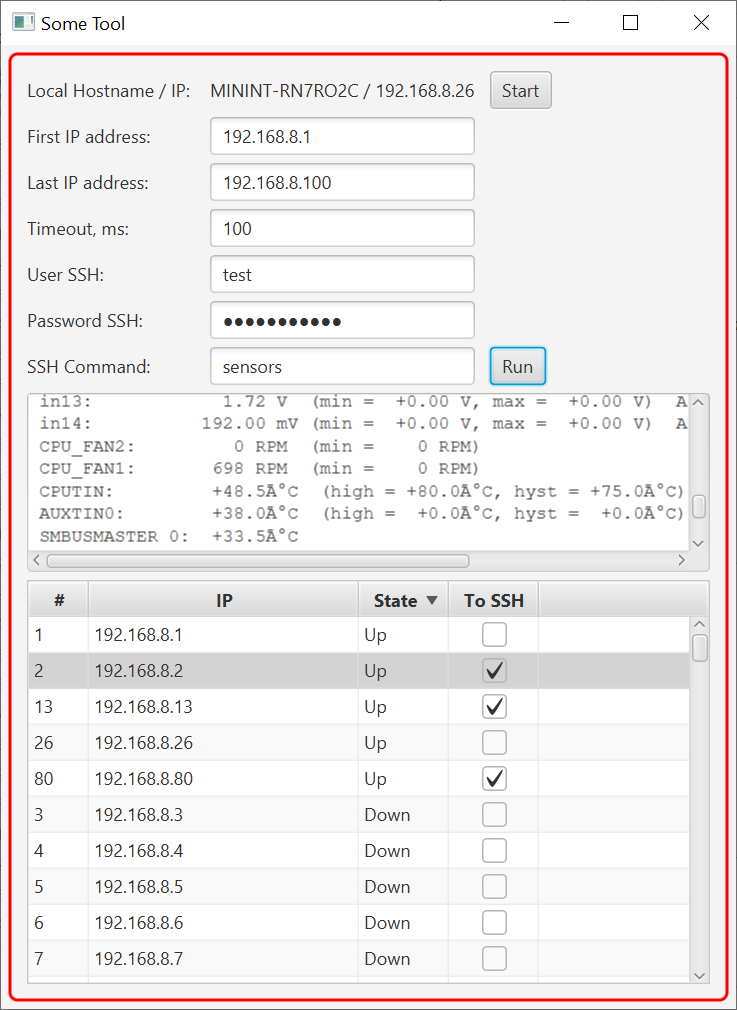 Some Tool
Local Hostname / IP: MININT-RN7RO2C / 192.168.8.26 Start
First IP address: 192.168.8.1
Last IP address: 192.168.8.100
Timeout, ms: 100
User SSH: test
Password SSH: ●●●●●●●●●●●
SSH Command: sensors Run
in13: 1.72 V (min = +0.00 V, max = +0.00 V) A
in14: 192.00 mV (min = +0.00 V, max = +0.00 V) A
CPU_FAN2: 0 RPM (min = 0 RPM)
CPU_FAN1: 698 RPM (min = 0 RPM)
CPUTIN: +48.5Â°C (high = +80.0Â°C, hyst = +75.0Â°C)
AUXTIN0: +38.0Â°C (high = +0.0Â°C, hyst = +0.0Â°C)
SMBUSMASTER 0: +33.5Â°C
# IP State ▼ To SSH
1 192.168.8.1 Up
2 192.168.8.2 Up
13 192.168.8.13 Up
26 192.168.8.26 Up
80 192.168.8.80 Up
3 192.168.8.3 Down
4 192.168.8.4 Down
5 192.168.8.5 Down
6 192.168.8.6 Down
7 192.168.8.7 Down